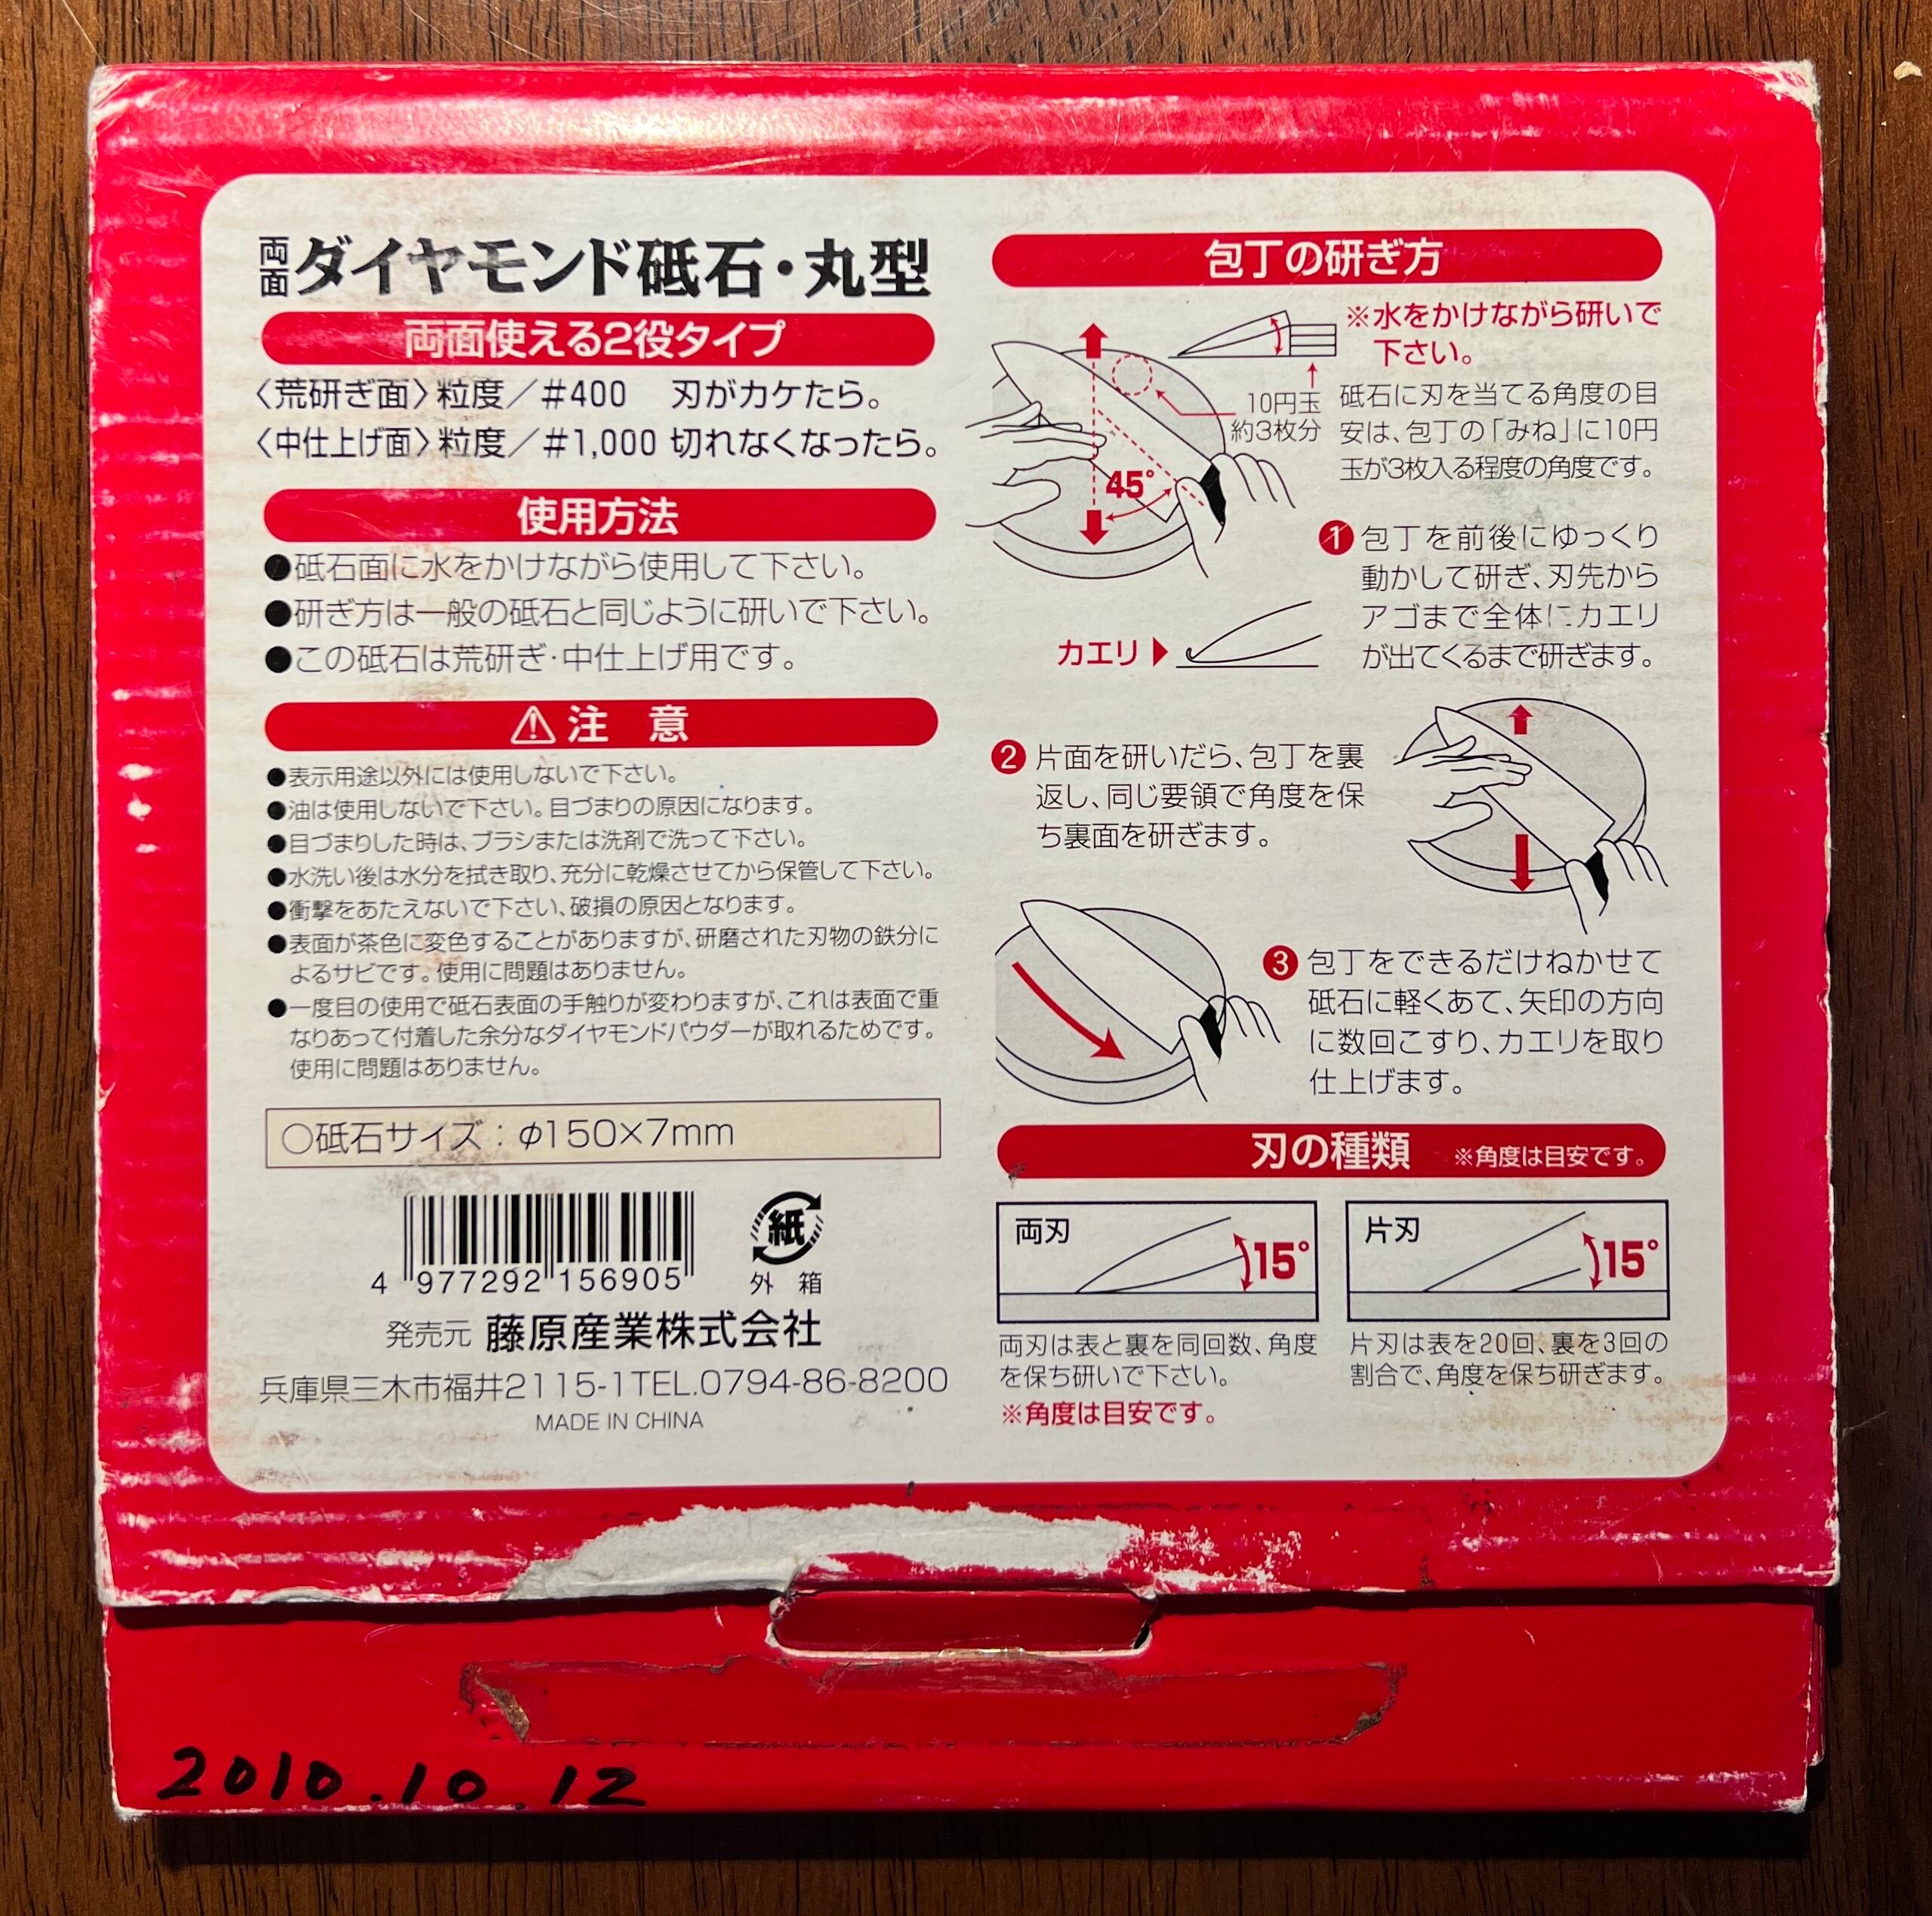 両面ダイヤモンド砥石・丸型
両面使える2役タイプ
〈荒研ぎ面〉粒度／#400 刃がカケたら。
〈中仕上げ面〉粒度／#1,000 切れなくなったら。
使用方法
●砥石面に水をかけながら使用して下さい。
●研ぎ方は一般の砥石と同じように研いで下さい。
●この砥石は荒研ぎ・中仕上げ用です。
⚠注 意
●表示用途以外には使用しないで下さい。
●油は使用しないで下さい。目づまりの原因になります。
●目づまりした時は、ブラシまたは洗剤で洗って下さい。
●水洗い後は水分を拭き取り、充分に乾燥させてから保管して下さい。
●衝撃をあたえないで下さい、破損の原因となります。
●表面が茶色に変色することがありますが、研磨された刃物の鉄分に
よるサビです。使用に問題はありません。
●一度目の使用で砥石表面の手触りが変わりますが、これは表面で重
なりあって付着した余分なダイヤモンドパウダーが取れるためです。
使用に問題はありません。
○砥石サイズ：φ150×7mm
4 977292 156905
紙
外 箱
発売元 藤原産業株式会社
兵庫県三木市福井2115-1TEL.0794-86-8200
MADE IN CHINA
包丁の研ぎ方
※水をかけながら研いで
下さい。
10円玉
約3枚分
45°
砥石に刃を当てる角度の目
安は、包丁の「みね」に10円
玉が3枚入る程度の角度です。
❶包丁を前後にゆっくり
動かして研ぎ、刃先から
アゴまで全体にカエリ
が出てくるまで研ぎます。
カエリ▶
❷片面を研いだら、包丁を裏
返し、同じ要領で角度を保
ち裏面を研ぎます。
❸包丁をできるだけねかせて
砥石に軽くあて、矢印の方向
に数回こすり、カエリを取り
仕上げます。
刃の種類 ※角度は目安です。
両刃
15°
両刃は表と裏を同回数、角度
を保ち研いで下さい。
※角度は目安です。
片刃
15°
片刃は表を20回、裏を3回の
割合で、角度を保ち研ぎます。
2010.10.12